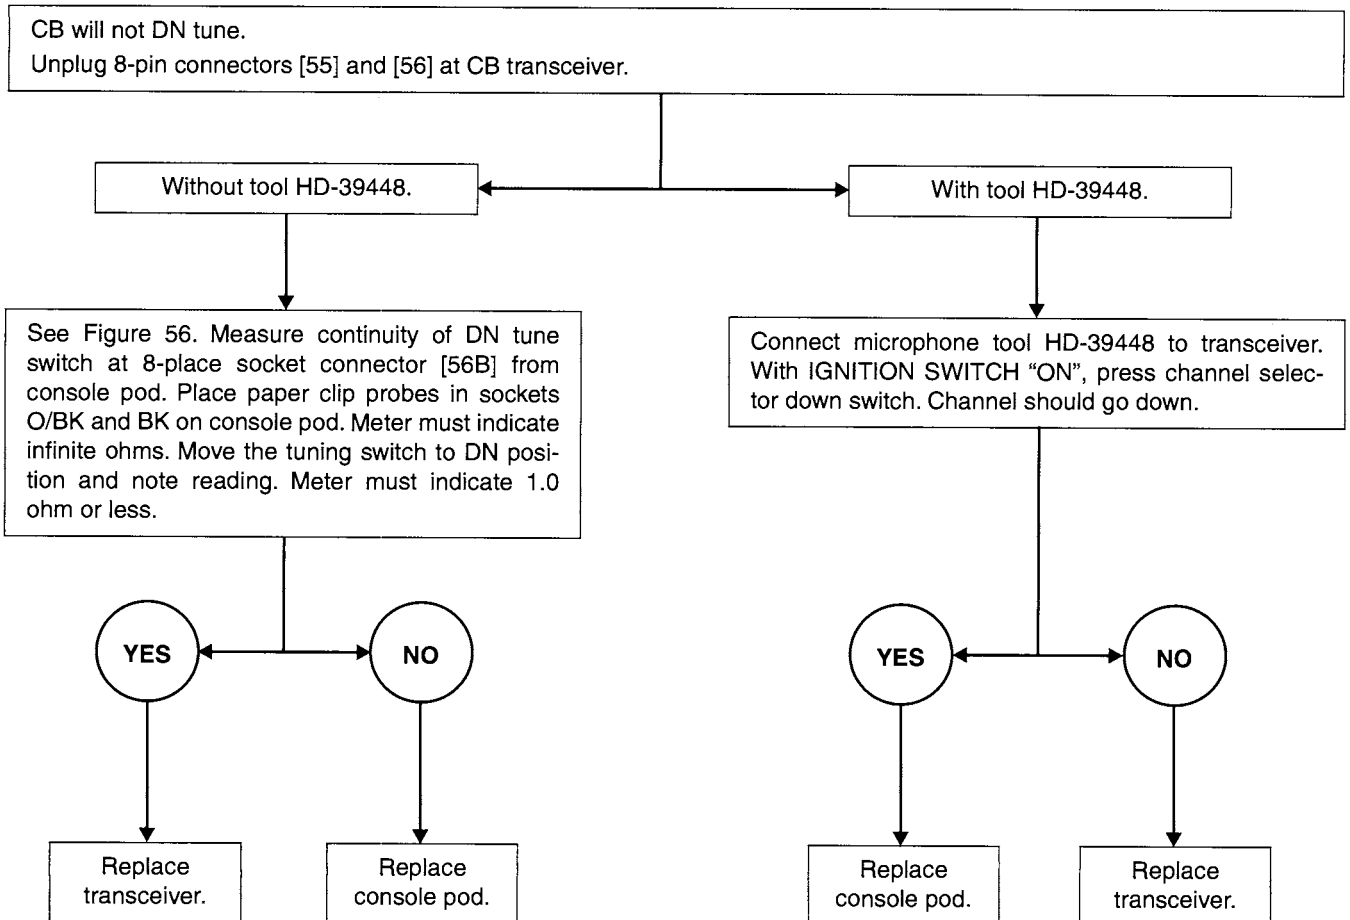 CB will not DN tune.
Unplug 8-pin connectors [55] and [56] at CB transceiver.
Without tool HD-39448.
With tool HD-39448.
See Figure 56. Measure continuity of DN tune
switch at 8-place socket connector [56B] from
console pod. Place paper clip probes in sockets
O/BK and BK on console pod. Meter must indicate
infinite ohms. Move the tuning switch to DN posi-
tion and note reading. Meter must indicate 1.0
ohm or less.
Connect microphone tool HD-39448 to transceiver.
With IGNITION SWITCH “ON”, press channel selec-
tor down switch. Channel should go down.
YES
NO
YES
NO
Replace
transceiver.
Replace
console pod.
Replace
console pod.
Replace
transceiver.